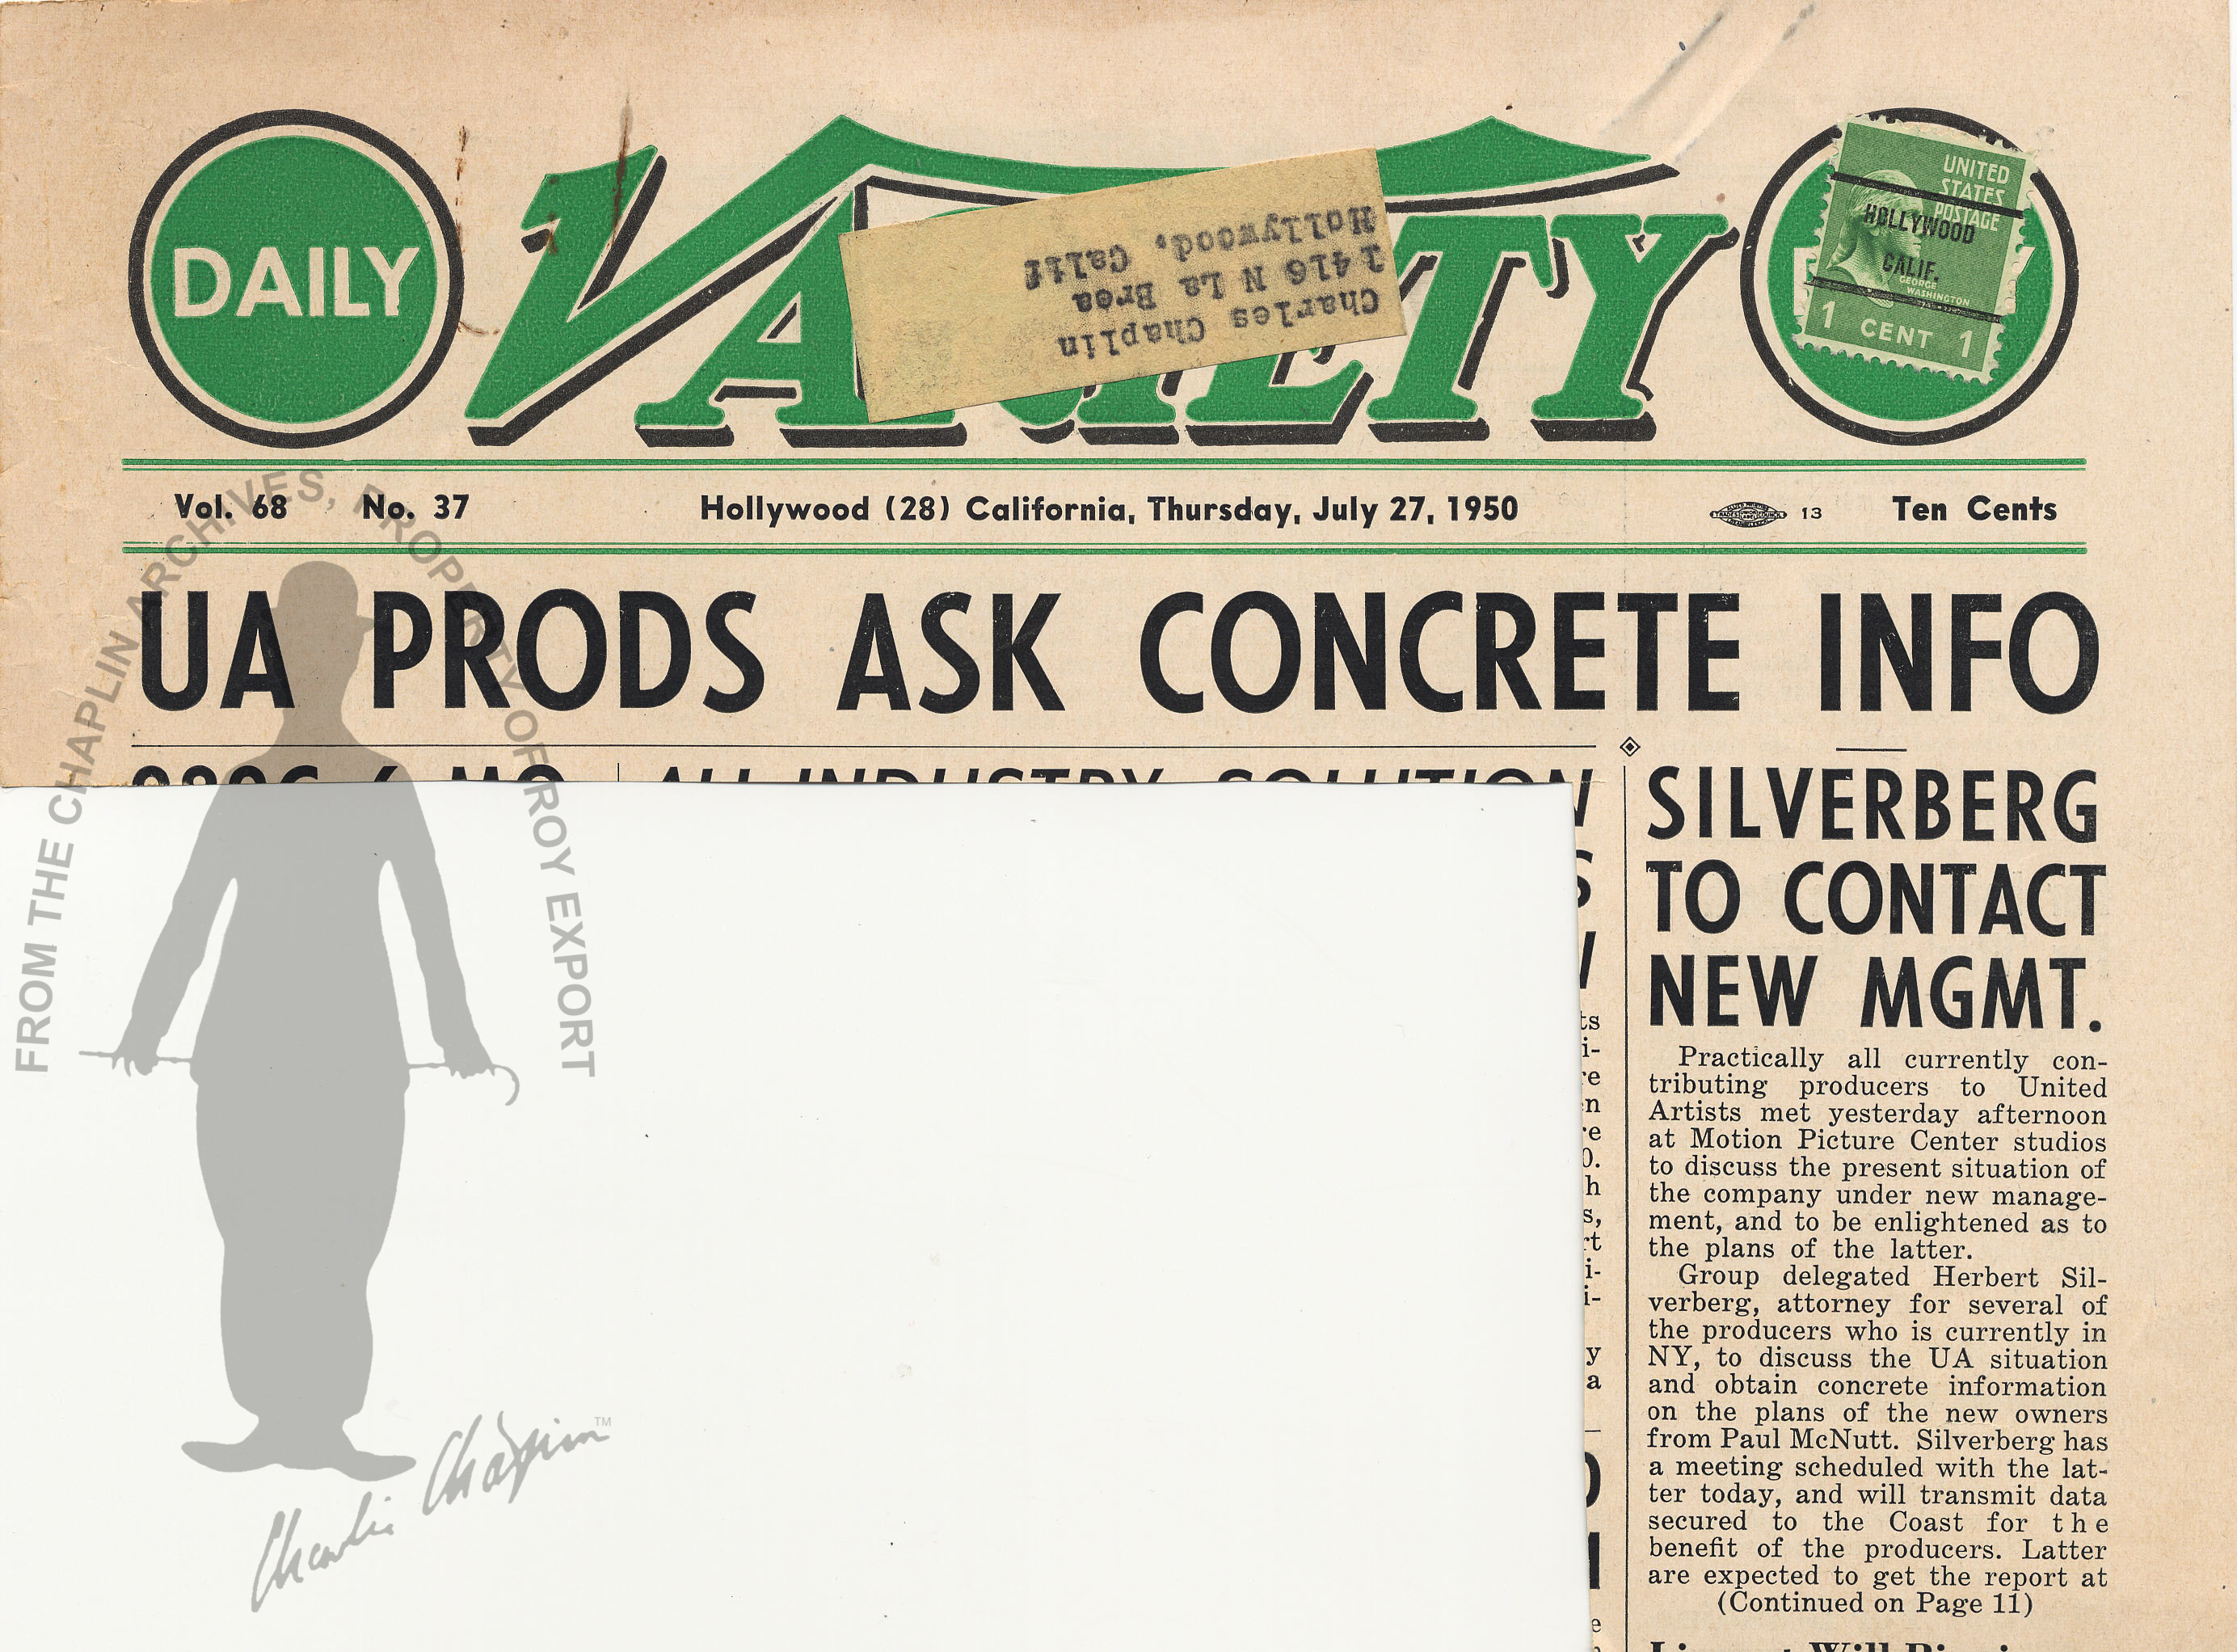 DAILY
VARIETY
Charles Chaplin
1416 N La Brea
Hollywood, Calif
UNITED
STATES
POSTAGE
HOLLYWOOD
CALIF.
GEORGE
WASHINGTON
1 CENT 1
Vol. 68 No. 37 Hollywood (28) California, Thursday, July 27, 1950 13 Ten Cents
UA PRODS ASK CONCRETE INFO
ALL INDUSTRY SOLUTION
SILVERBERG
TO CONTACT
NEW MGMT.
Practically all currently con-
tributing producers to United
Artists met yesterday afternoon
at Motion Picture Center studios
to discuss the present situation of
the company under new manage-
ment, and to be enlightened as to
the plans of the latter.
Group delegated Herbert Sil-
verberg, attorney for several of
the producers who is currently in
NY, to discuss the UA situation
and obtain concrete information
on the plans of the new owners
from Paul McNutt. Silverberg has
a meeting scheduled with the lat-
ter today, and will transmit data
secured to the Coast for the
benefit of the producers. Latter
are expected to get the report at
(Continued on Page 11)
FROM THE CHAPLIN ARCHIVES, PROPERTY OF ROY EXPORT
Charlie Chaplin™